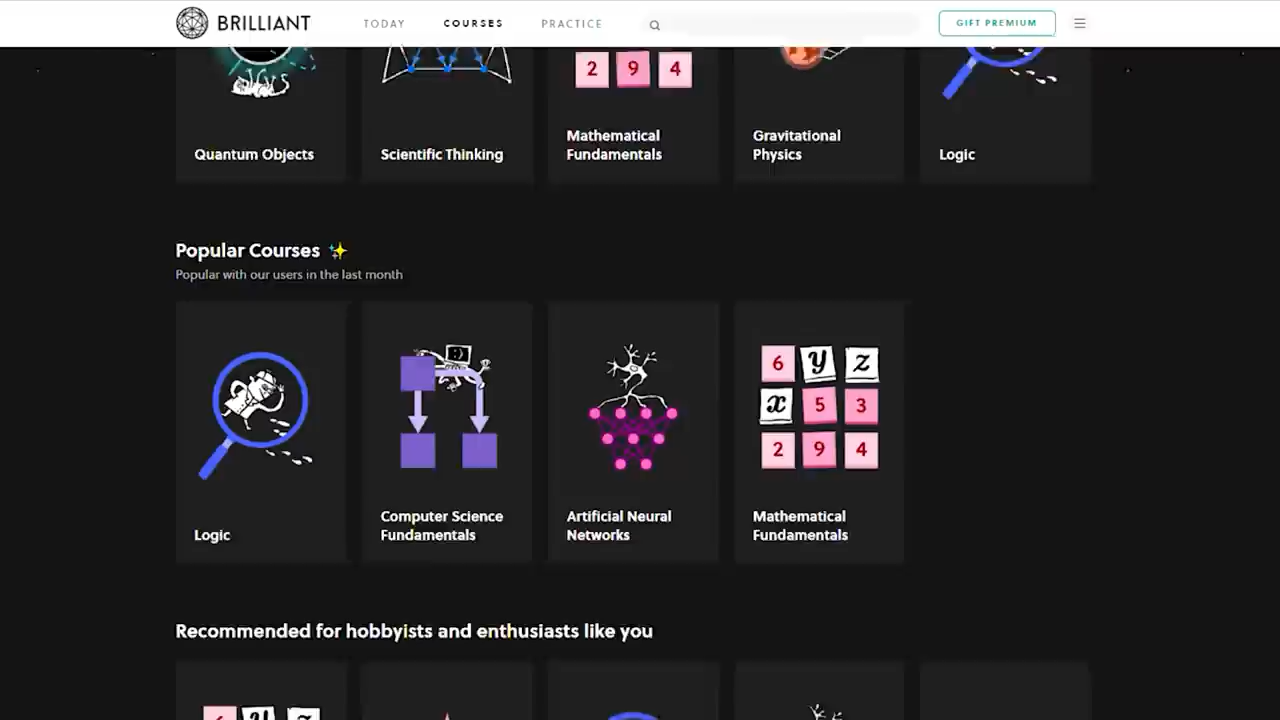 BRILLIANT
TODAY
COURSES
PRACTICE
GIFT PREMIUM
2 9 4
Quantum Objects
Scientific Thinking
Mathematical
Fundamentals
Gravitational
Physics
Logic
Popular Courses
Popular with our users in the last month
6 y z
x 5 3
2 9 4
Logic
Computer Science
Fundamentals
Artificial Neural
Networks
Mathematical
Fundamentals
Recommended for hobbyists and enthusiasts like you
6 y z